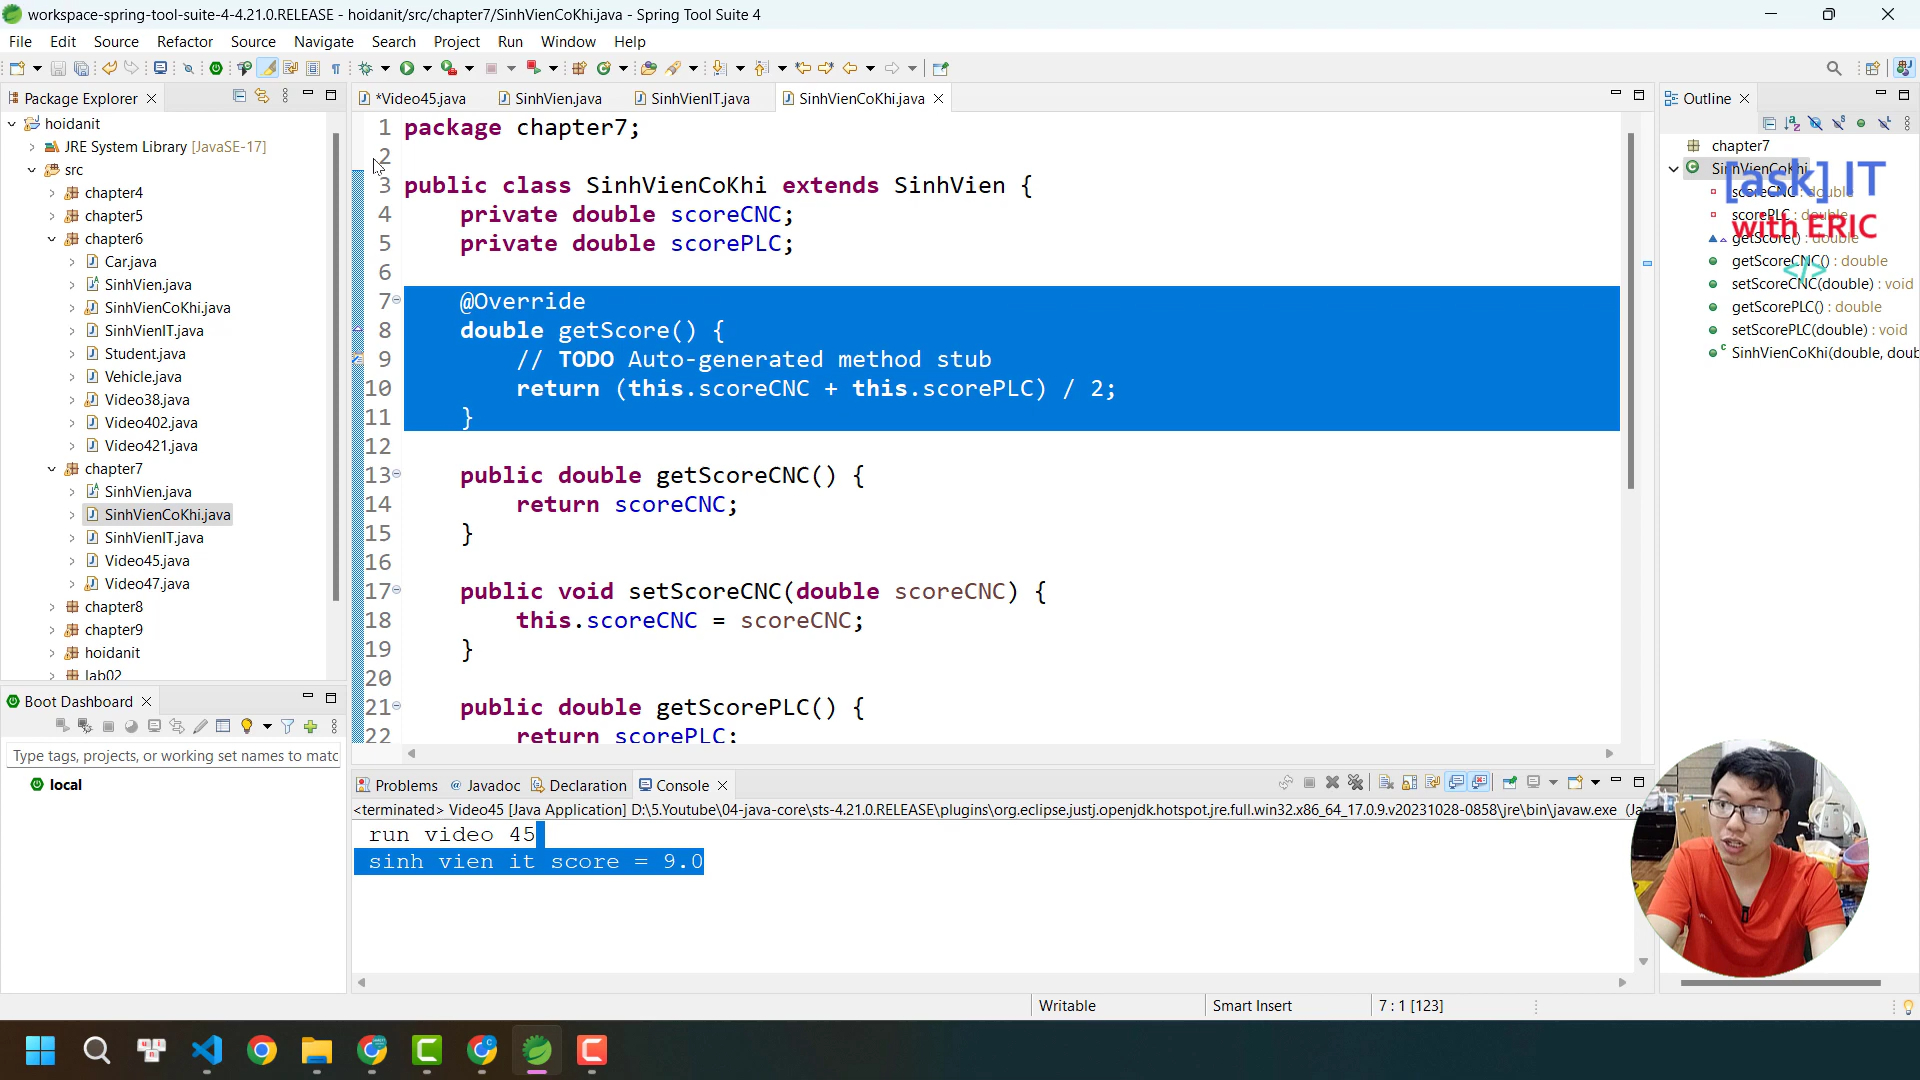 workspace-spring-tool-suite-4-4.21.0.RELEASE - hoidanit/src/chapter7/SinhVienCoKhi.java - Spring Tool Suite 4
File Edit Source Refactor Source Navigate Search Project Run Window Help
Package Explorer
hoidanit
JRE System Library [JavaSE-17]
src
chapter4
chapter5
chapter6
Car.java
SinhVien.java
SinhVienCoKhi.java
SinhVienIT.java
Student.java
Vehicle.java
Video38.java
Video402.java
Video421.java
chapter7
SinhVien.java
SinhVienCoKhi.java
SinhVienIT.java
Video45.java
Video47.java
chapter8
chapter9
hoidanit
lab02
Boot Dashboard
Type tags, projects, or working set names to matc
local
*Video45.java SinhVien.java SinhVienIT.java SinhVienCoKhi.java
1 package chapter7;
2
3 public class SinhVienCoKhi extends SinhVien {
4 private double scoreCNC;
5 private double scorePLC;
6
7 @Override
8 double getScore() {
9 // TODO Auto-generated method stub
10 return (this.scoreCNC + this.scorePLC) / 2;
11 }
12
13 public double getScoreCNC() {
14 return scoreCNC;
15 }
16
17 public void setScoreCNC(double scoreCNC) {
18 this.scoreCNC = scoreCNC;
19 }
20
21 public double getScorePLC() {
22 return scorePLC;
Problems Javadoc Declaration Console
<terminated> Video45 [Java Application] D:\5.Youtube\04-java-core\sts-4.21.0.RELEASE\plugins\org.eclipse.justj.openjdk.hotspot.jre.full.win32.x86_64_17.0.9.v20231028-0858\jre\bin\javaw.exe (Ja
run video 45
sinh vien it score = 9.0
Outline
chapter7
SinhVienCoKhi
scoreCNC : double
scorePLC : double
getScore() : double
getScoreCNC() : double
setScoreCNC(double) : void
getScorePLC() : double
setScorePLC(double) : void
SinhVienCoKhi(double, doub
[ask] IT
with ERIC
</>
Writable Smart Insert 7 : 1 [123]